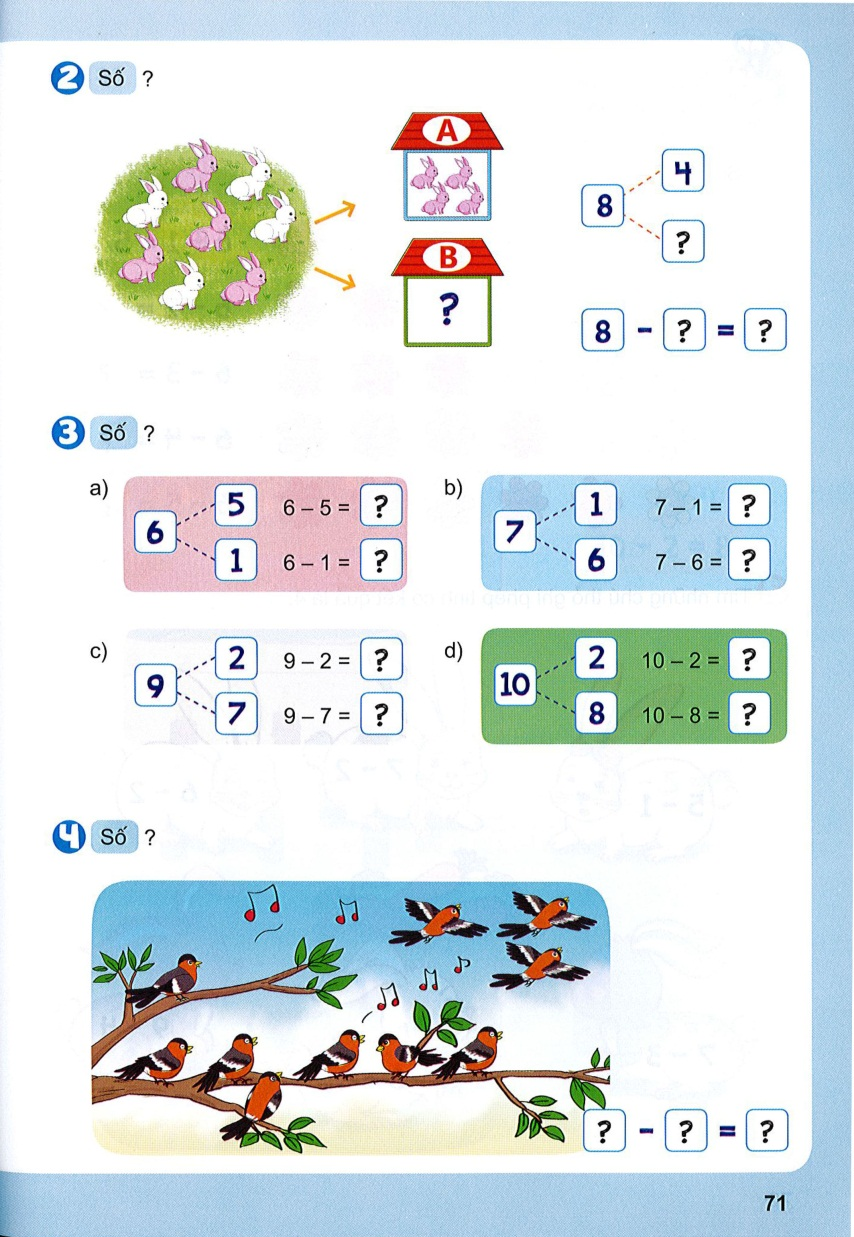 2 Số ?
A
4
8
?
B
?
8 - ? = ?
3 Số ?
a)
5
6 – 5 = ?
6
1
6 – 1 = ?
b)
1
7 – 1 = ?
7
6
7 – 6 = ?
c)
2
9 – 2 = ?
9
7
9 – 7 = ?
d)
2
10 – 2 = ?
10
8
10 – 8 = ?
4 Số ?
? - ? = ?
71